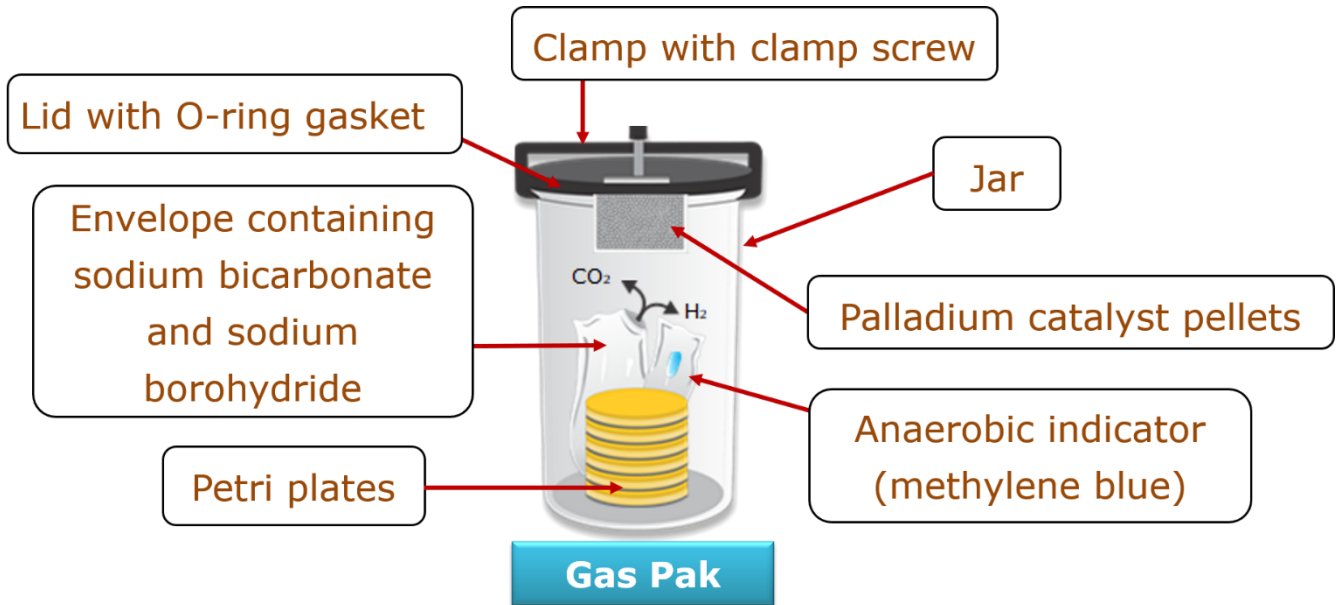 Clamp with clamp screw
Lid with O-ring gasket
Jar
Envelope containing
sodium bicarbonate
and sodium
borohydride
CO₂
H₂
Palladium catalyst pellets
Anaerobic indicator
(methylene blue)
Petri plates
Gas Pak